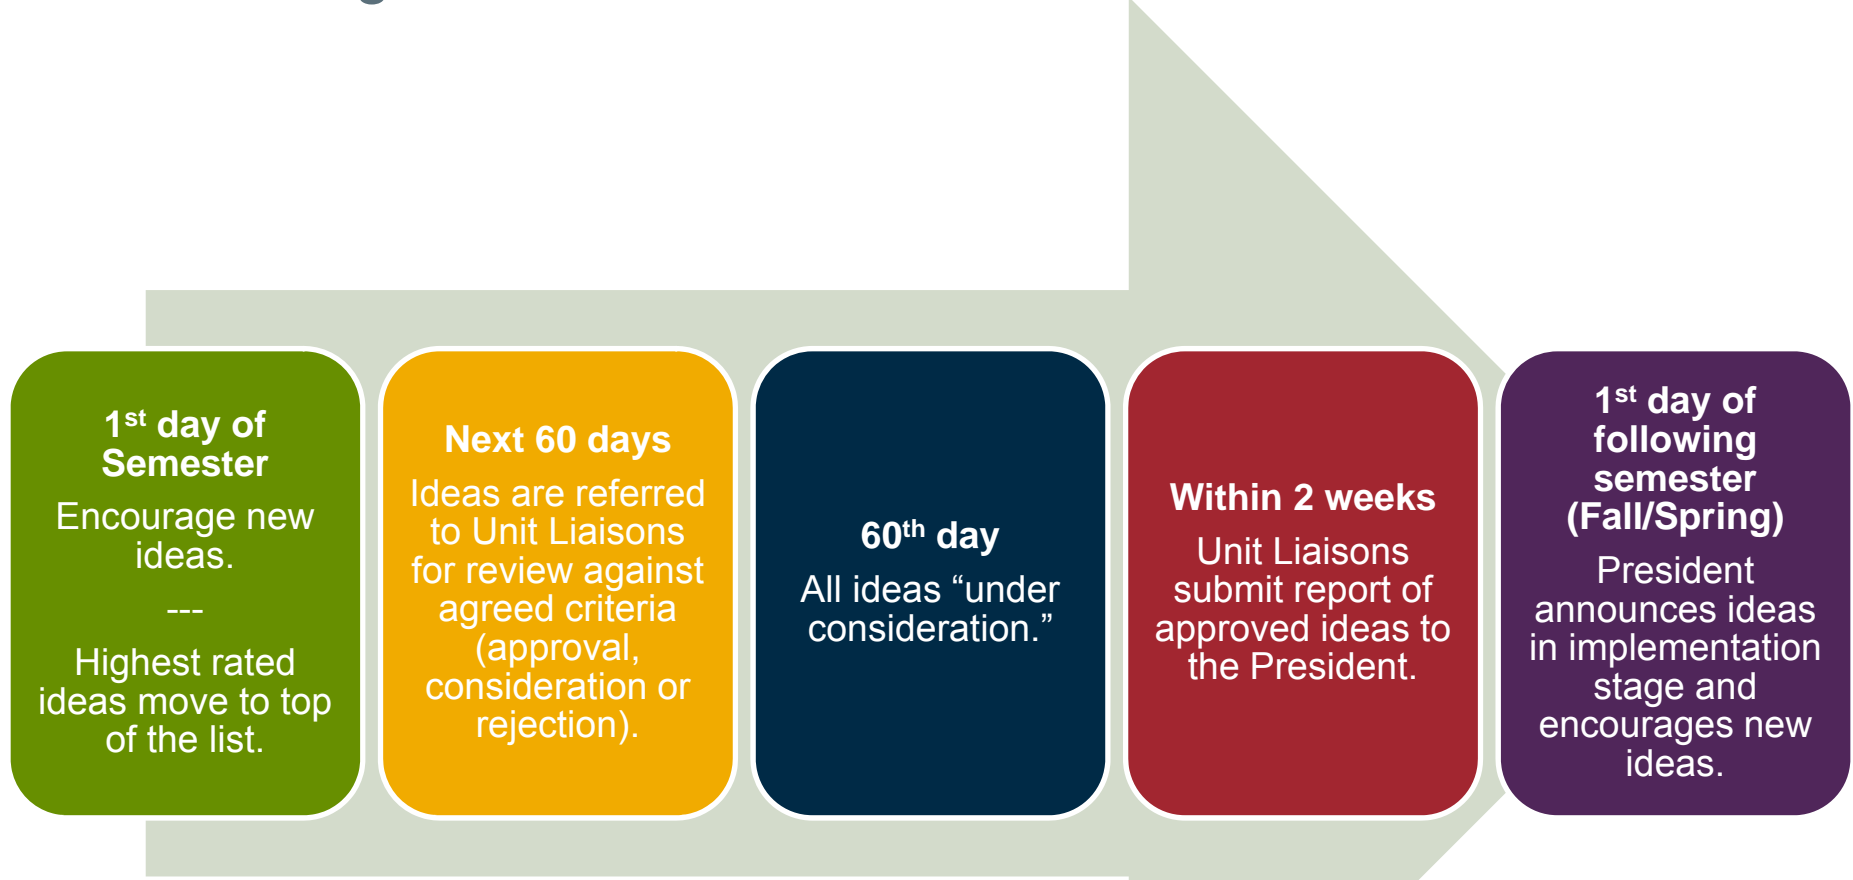 1st day of
Semester
Encourage new
ideas.
---
Highest rated
ideas move to top
of the list.
Next 60 days
Ideas are referred
to Unit Liaisons
for review against
agreed criteria
(approval,
consideration or
rejection).
60th day
All ideas “under
consideration.”
Within 2 weeks
Unit Liaisons
submit report of
approved ideas to
the President.
1st day of
following
semester
(Fall/Spring)
President
announces ideas
in implementation
stage and
encourages new
ideas.